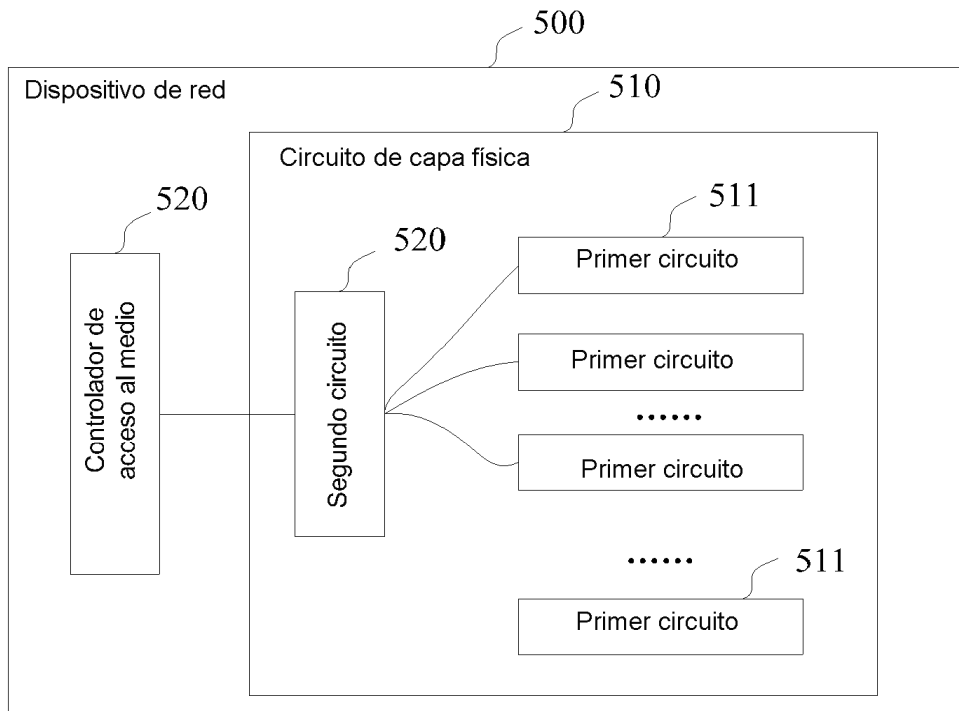 500
Dispositivo de red
510
Circuito de capa física
520
Controlador de
acceso al medio
520
Segundo circuito
511
Primer circuito
Primer circuito
......
Primer circuito
......
511
Primer circuito